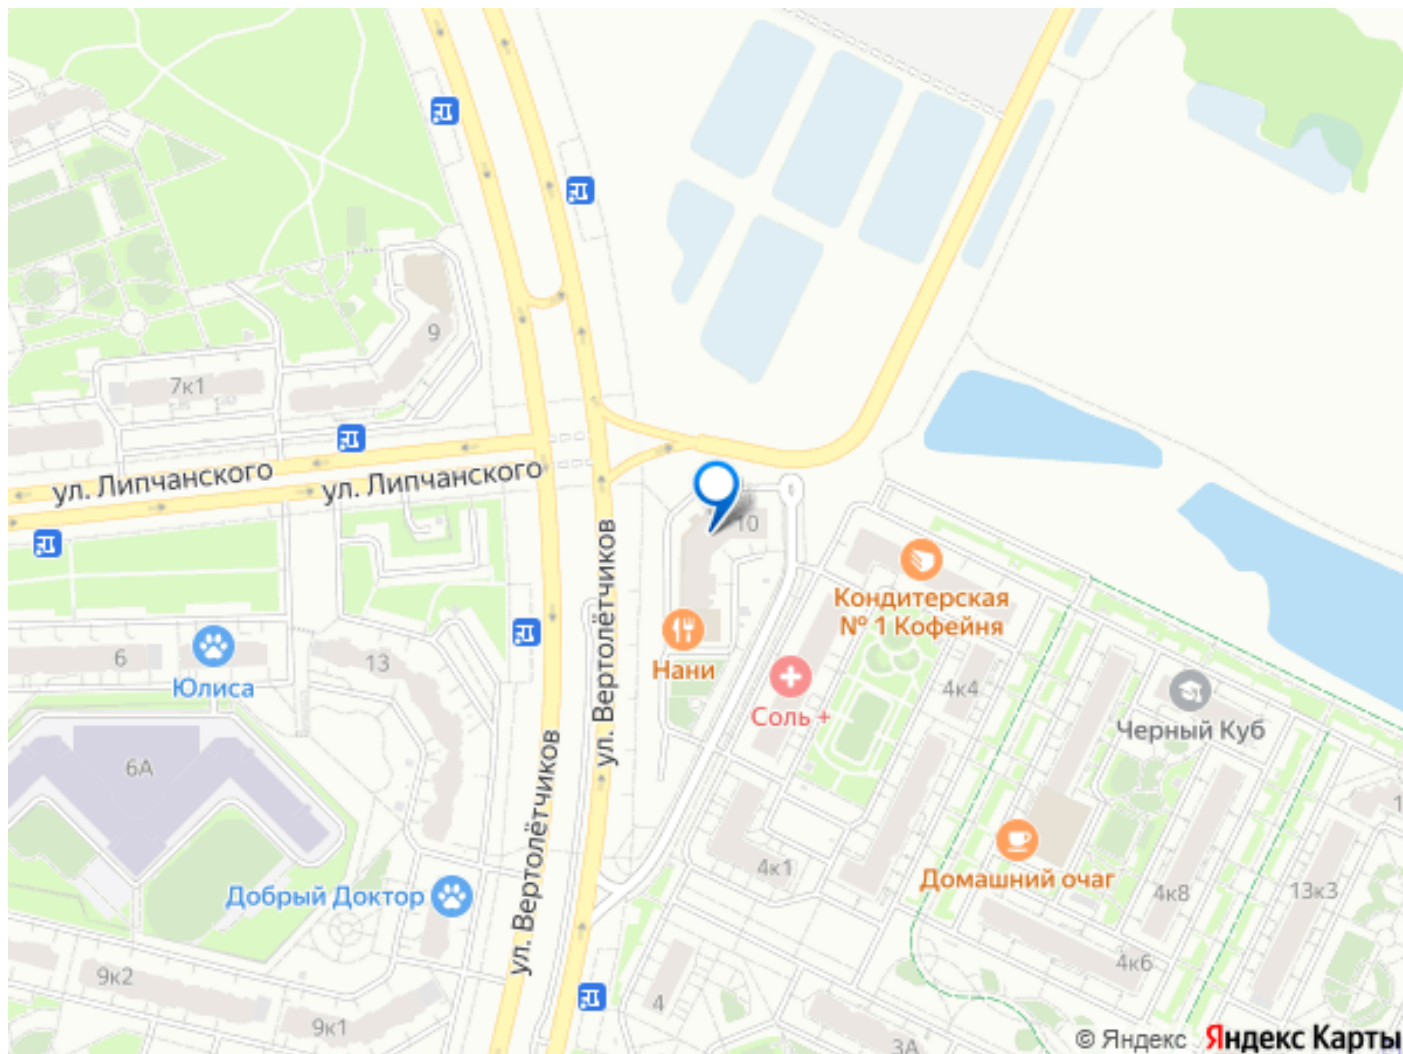 9
7к1
ул. Липчанского
ул. Липчанского
10
ул. Вертолётчиков
Кондитерская
№ 1 Кофейня
Нани
6
Юлиса
13
4к4
Соль +
Черный Куб
6А
ул. Вертолётчиков
4к1
Домашний очаг
4к8
13к3
Добрый Доктор
4к6
9к2
4
9к1
3А
© Яндекс Яндекс Карты